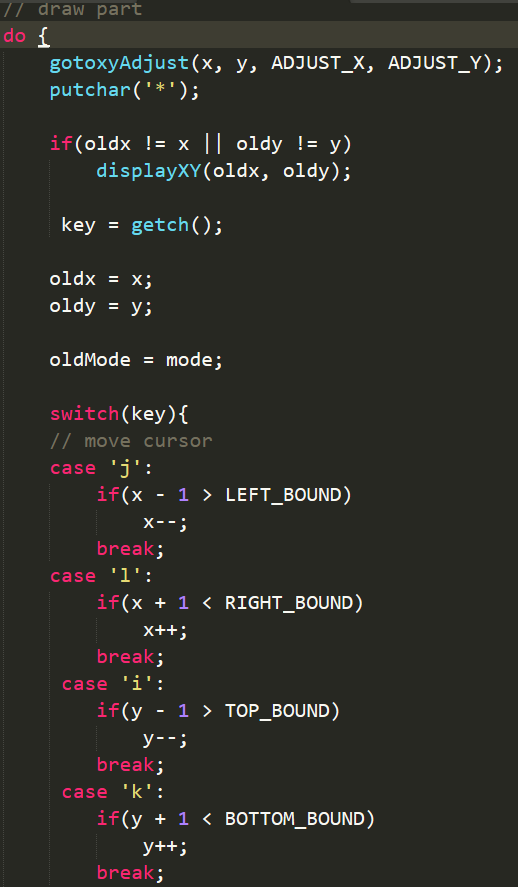 // draw part
do {
    gotoxyAdjust(x, y, ADJUST_X, ADJUST_Y);
    putchar('*');

    if(oldx != x || oldy != y)
        displayXY(oldx, oldy);

     key = getch();

    oldx = x;
    oldy = y;

    oldMode = mode;

    switch(key){
    // move cursor
    case 'j':
        if(x - 1 > LEFT_BOUND)
            x--;
        break;
    case 'l':
        if(x + 1 < RIGHT_BOUND)
            x++;
        break;
     case 'i':
        if(y - 1 > TOP_BOUND)
            y--;
        break;
     case 'k':
        if(y + 1 < BOTTOM_BOUND)
            y++;
        break;